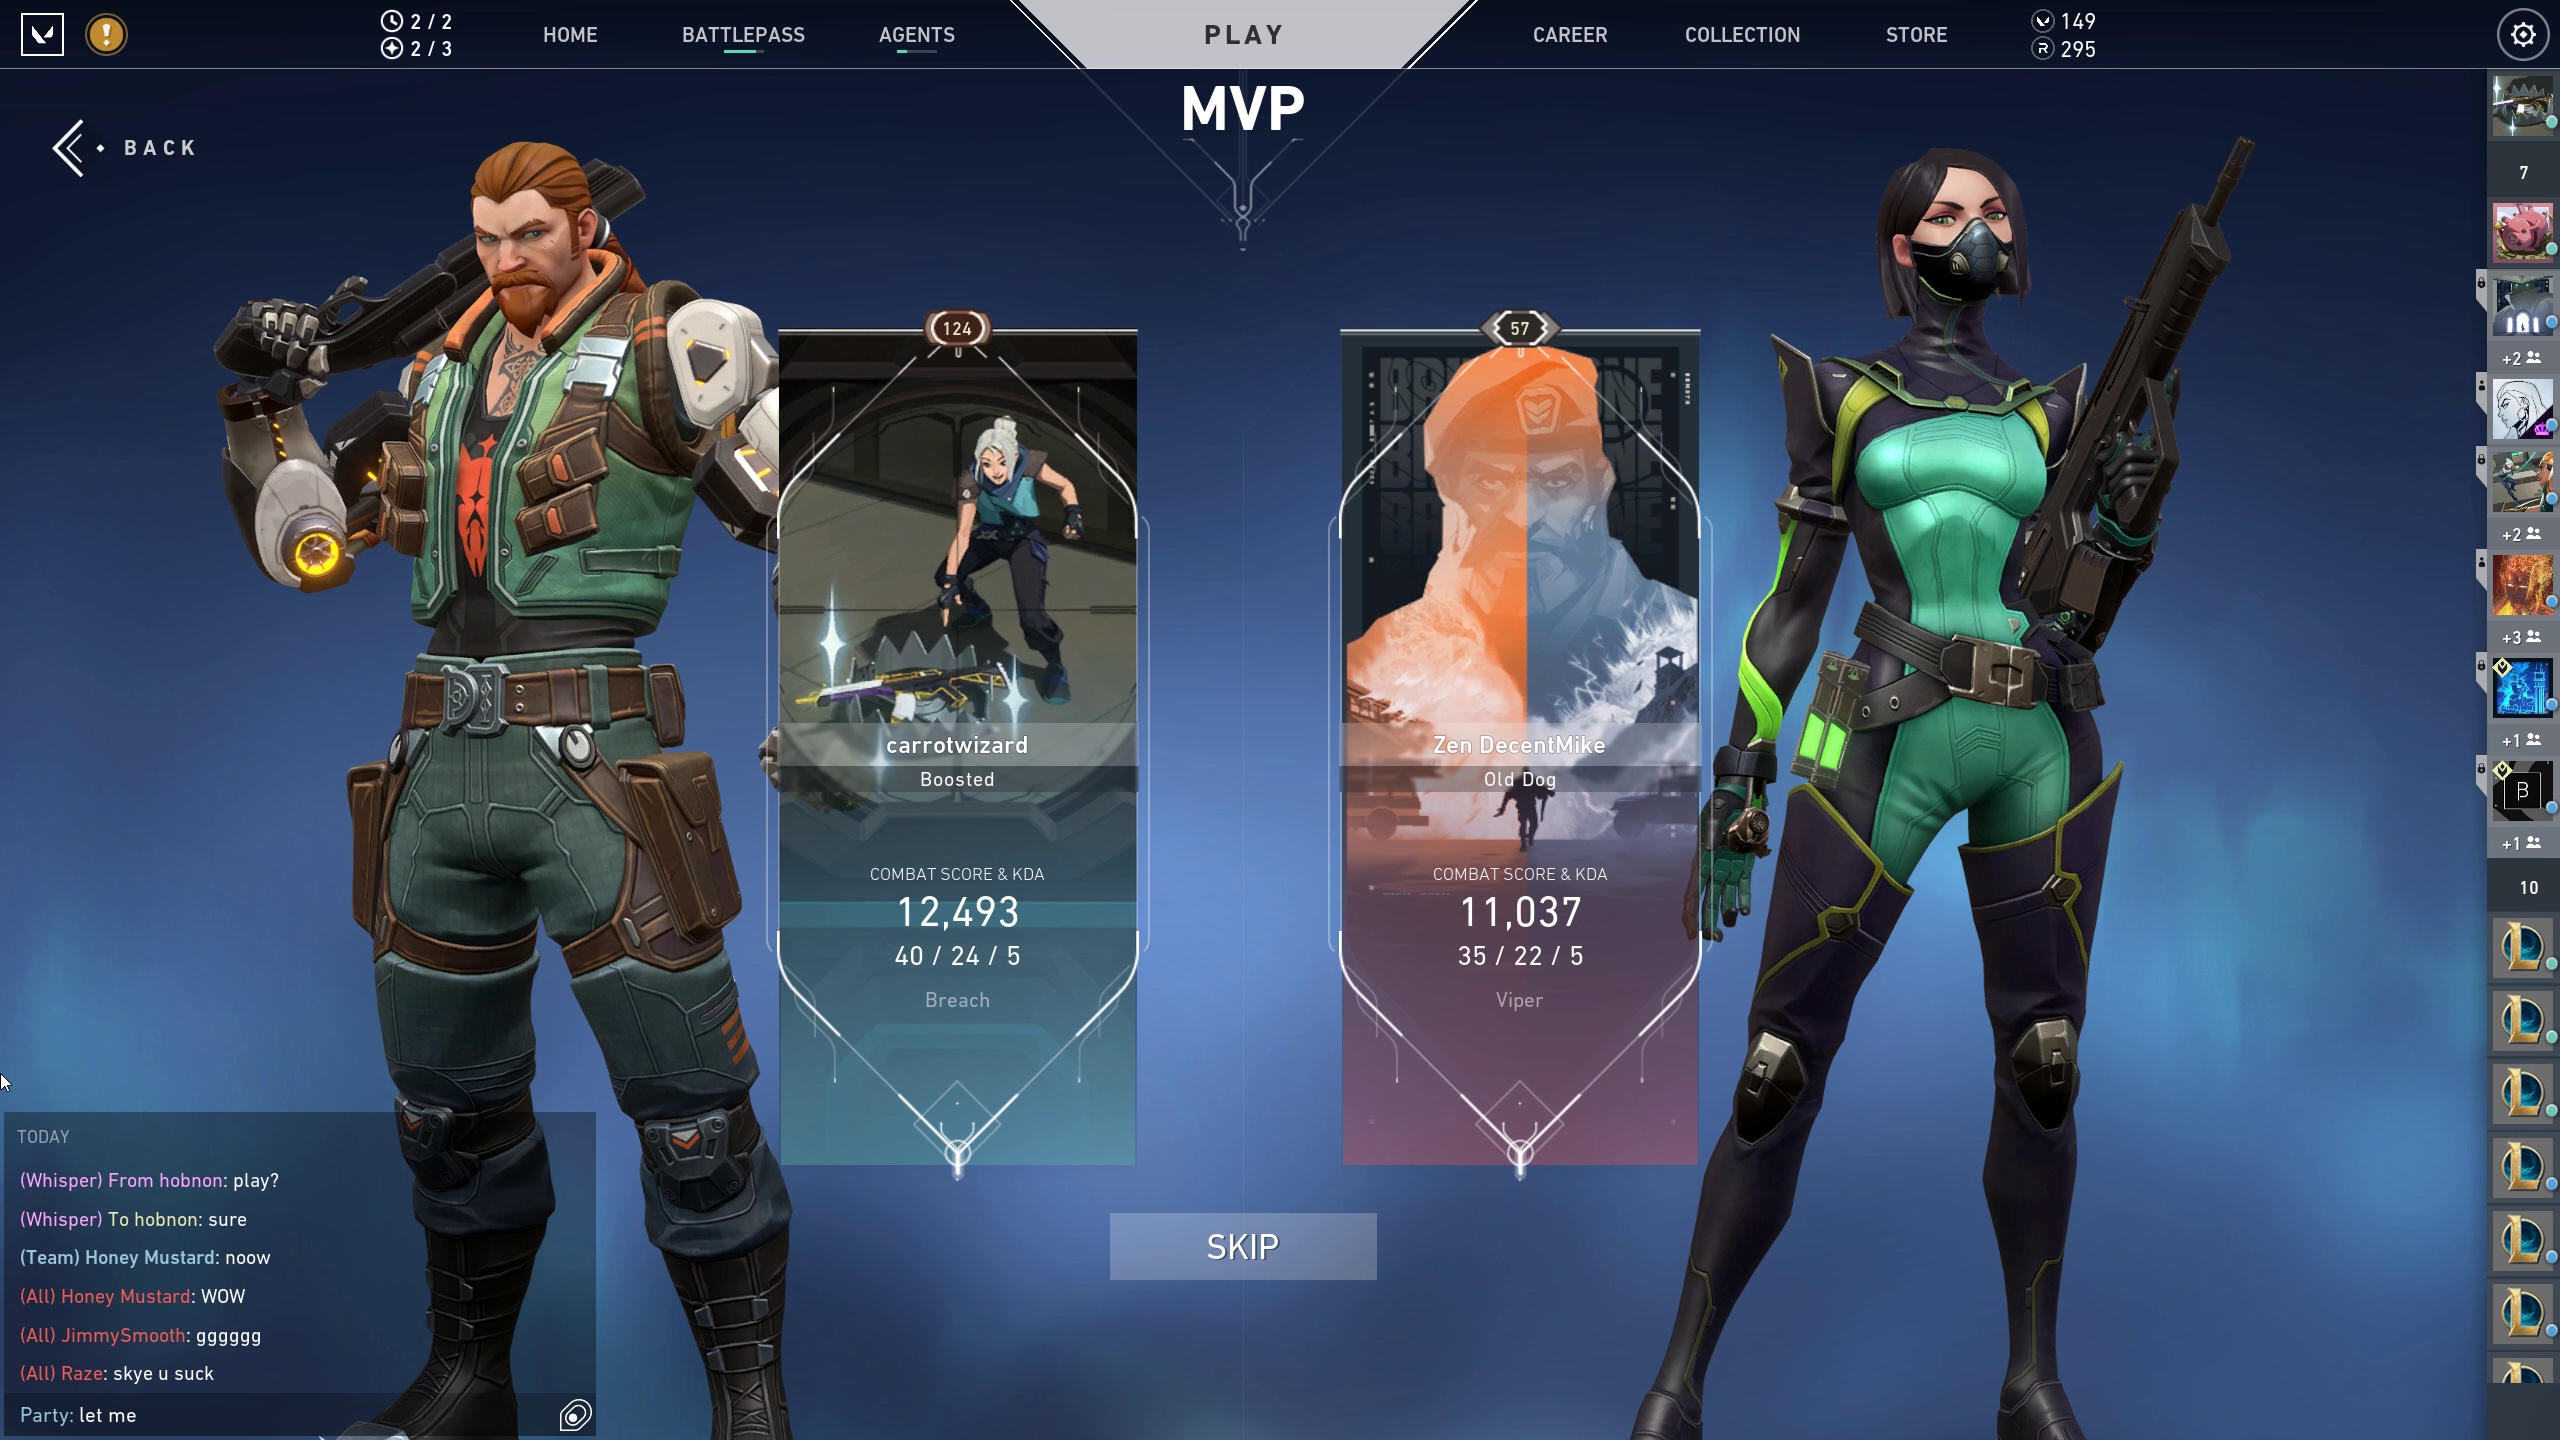 2 / 2
2 / 3
HOME
BATTLEPASS
AGENTS
PLAY
CAREER
COLLECTION
STORE
149
R 295
MVP
BACK
7
+2
+2
+3
+1
B
+1
10
124
carrotwizard
Boosted
COMBAT SCORE & KDA
12,493
40 / 24 / 5
Breach
57
Zen DecentMike
Old Dog
COMBAT SCORE & KDA
11,037
35 / 22 / 5
Viper
SKIP
TODAY
(Whisper) From hobnon: play?
(Whisper) To hobnon: sure
(Team) Honey Mustard: noow
(All) Honey Mustard: WOW
(All) JimmySmooth: gggggg
(All) Raze: skye u suck
Party: let me